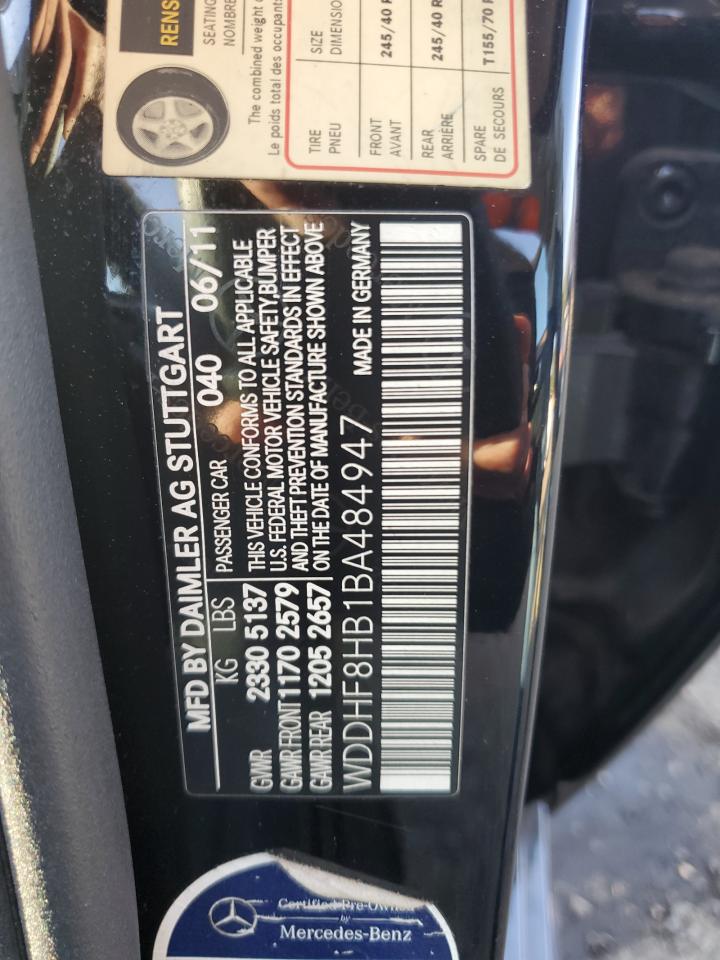 RENS
SEATING
NOMBRE
The combined weight
Le poids total des occupants
TIRE SIZE
PNEU DIMENSIO
FRONT 245/40 R
AVANT
REAR 245/40 R
ARRIÈRE
SPARE T155/70
DE SECOURS
MFD BY DAIMLER AG STUTTGART
KG LBS PASSENGER CAR 040 06/11
GVWR 2330 5137 THIS VEHICLE CONFORMS TO ALL APPLICABLE
U.S. FEDERAL MOTOR VEHICLE SAFETY,BUMPER
GAWR FRONT 1170 2579 AND THEFT PREVENTION STANDARDS IN EFFECT
GAWR REAR 1205 2657 ON THE DATE OF MANUFACTURE SHOWN ABOVE
WDDHF8HB1BA484947 MADE IN GERMANY
Certified Pre-Owned
by
Mercedes-Benz